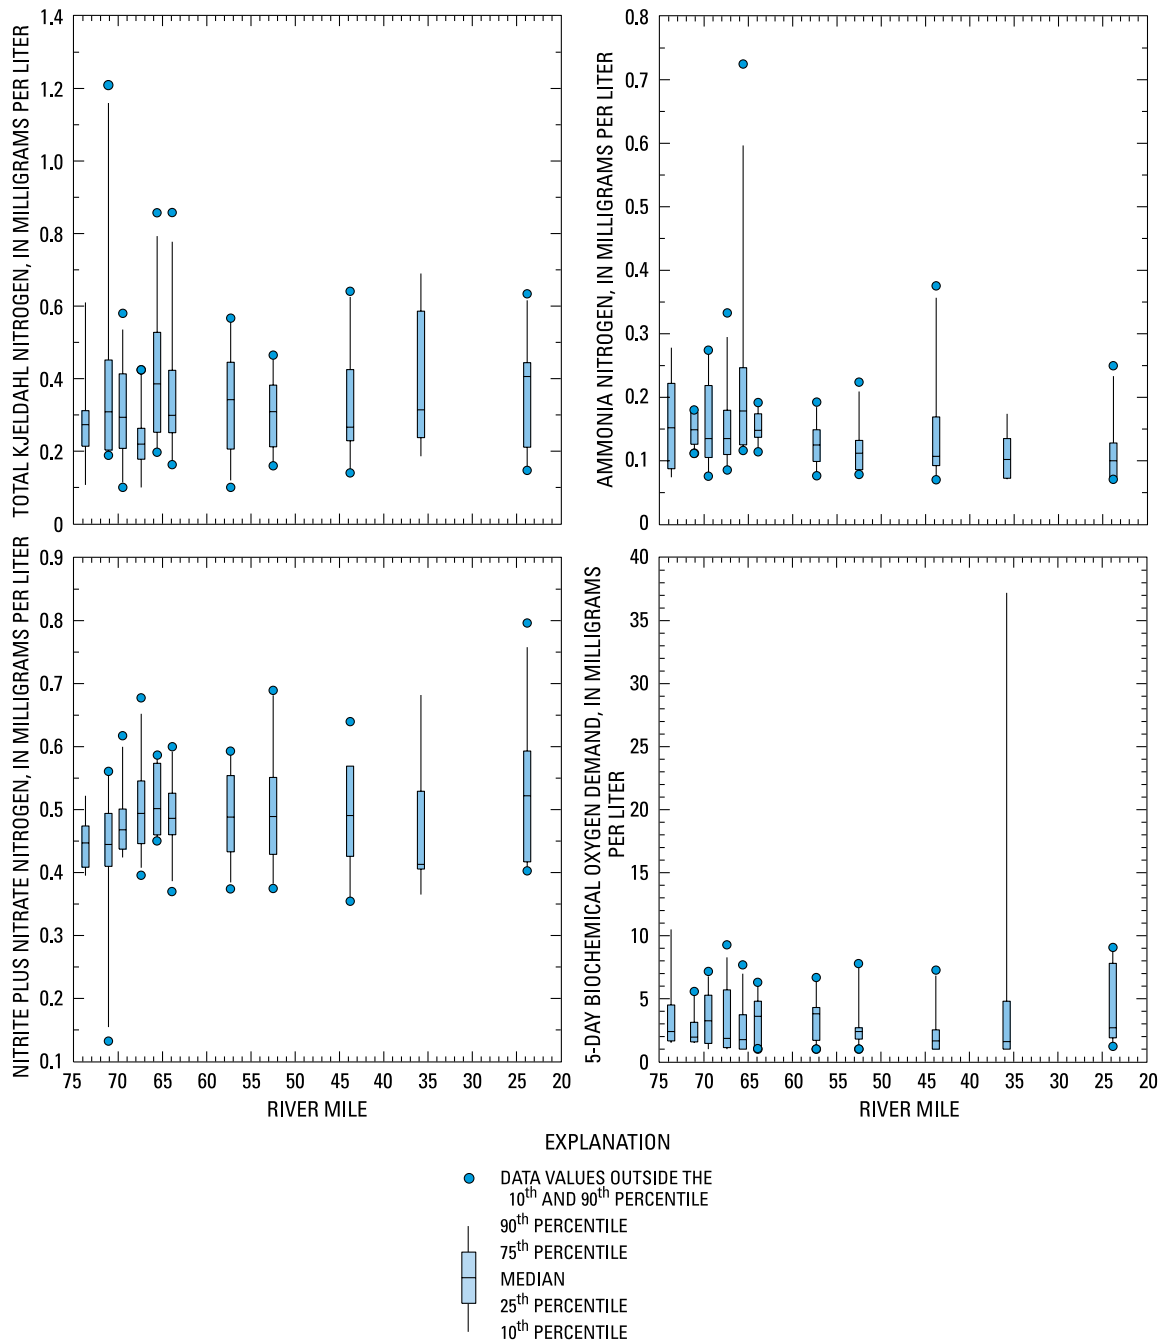 TOTAL KJELDAHL NITROGEN, IN MILLIGRAMS PER LITER
1.4
1.2
1.0
0.8
0.6
0.4
0.2
0
AMMONIA NITROGEN, IN MILLIGRAMS PER LITER
0.8
0.7
0.6
0.5
0.4
0.3
0.2
0.1
0
NITRITE PLUS NITRATE NITROGEN, IN MILLIGRAMS PER LITER
0.9
0.8
0.7
0.6
0.5
0.4
0.3
0.2
0.1
75 70 65 60 55 50 45 40 35 30 25 20
RIVER MILE
5-DAY BIOCHEMICAL OXYGEN DEMAND, IN MILLIGRAMS
PER LITER
40
35
30
25
20
15
10
5
0
75 70 65 60 55 50 45 40 35 30 25 20
RIVER MILE
EXPLANATION
DATA VALUES OUTSIDE THE
10th AND 90th PERCENTILE
90th PERCENTILE
75th PERCENTILE
MEDIAN
25th PERCENTILE
10th PERCENTILE